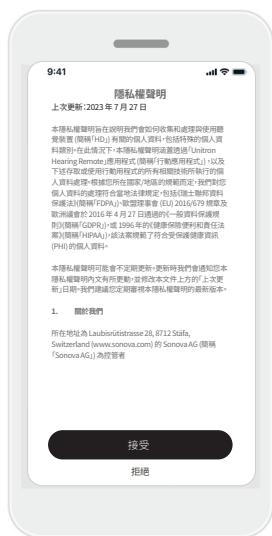 9:41
隱私權聲明
上次更新:2023 年 7 月 27 日
本隱私權聲明旨在說明我們會如何收集和處理與使用聽
覺裝置 (簡稱「HD」) 有關的個人資料,包括特殊的個人資
料類別。在此情況下,本隱私權聲明涵蓋透過「Unitron
Hearing Remote」應用程式 (簡稱「行動應用程式」),以及
下述存取或使用行動應用程式的所有相關技術所執行的個
人資料處理。根據您所在國家/地區的規範而定,我們對您
個人資料的處理符合當地法律規定,包括《瑞士聯邦資料
保護法》(簡稱「FDPA」)、歐盟理事會 (EU) 2016/679 規章及
歐洲議會於 2016 年 4 月 27 日通過的《一般資料保護規
則》(簡稱「GDPR」),或 1996 年的《健康保險便利和責任法
案》(簡稱「HIPAA」),該法案規範了符合受保護健康資訊
(PHI) 的個人資料。
本隱私權聲明可能會不定期更新。更新時我們會通知您本
隱私權聲明內文有所更動,並修改本文件上方的「上次更
新」日期。我們建議您定期審視本隱私權聲明的最新版本。
1. 關於我們
所在地址為 Laubisrütistrasse 28, 8712 Stäfa,
Switzerland (www.sonova.com) 的 Sonova AG (簡稱
「Sonova AG」) 為控管者
接受
拒絕